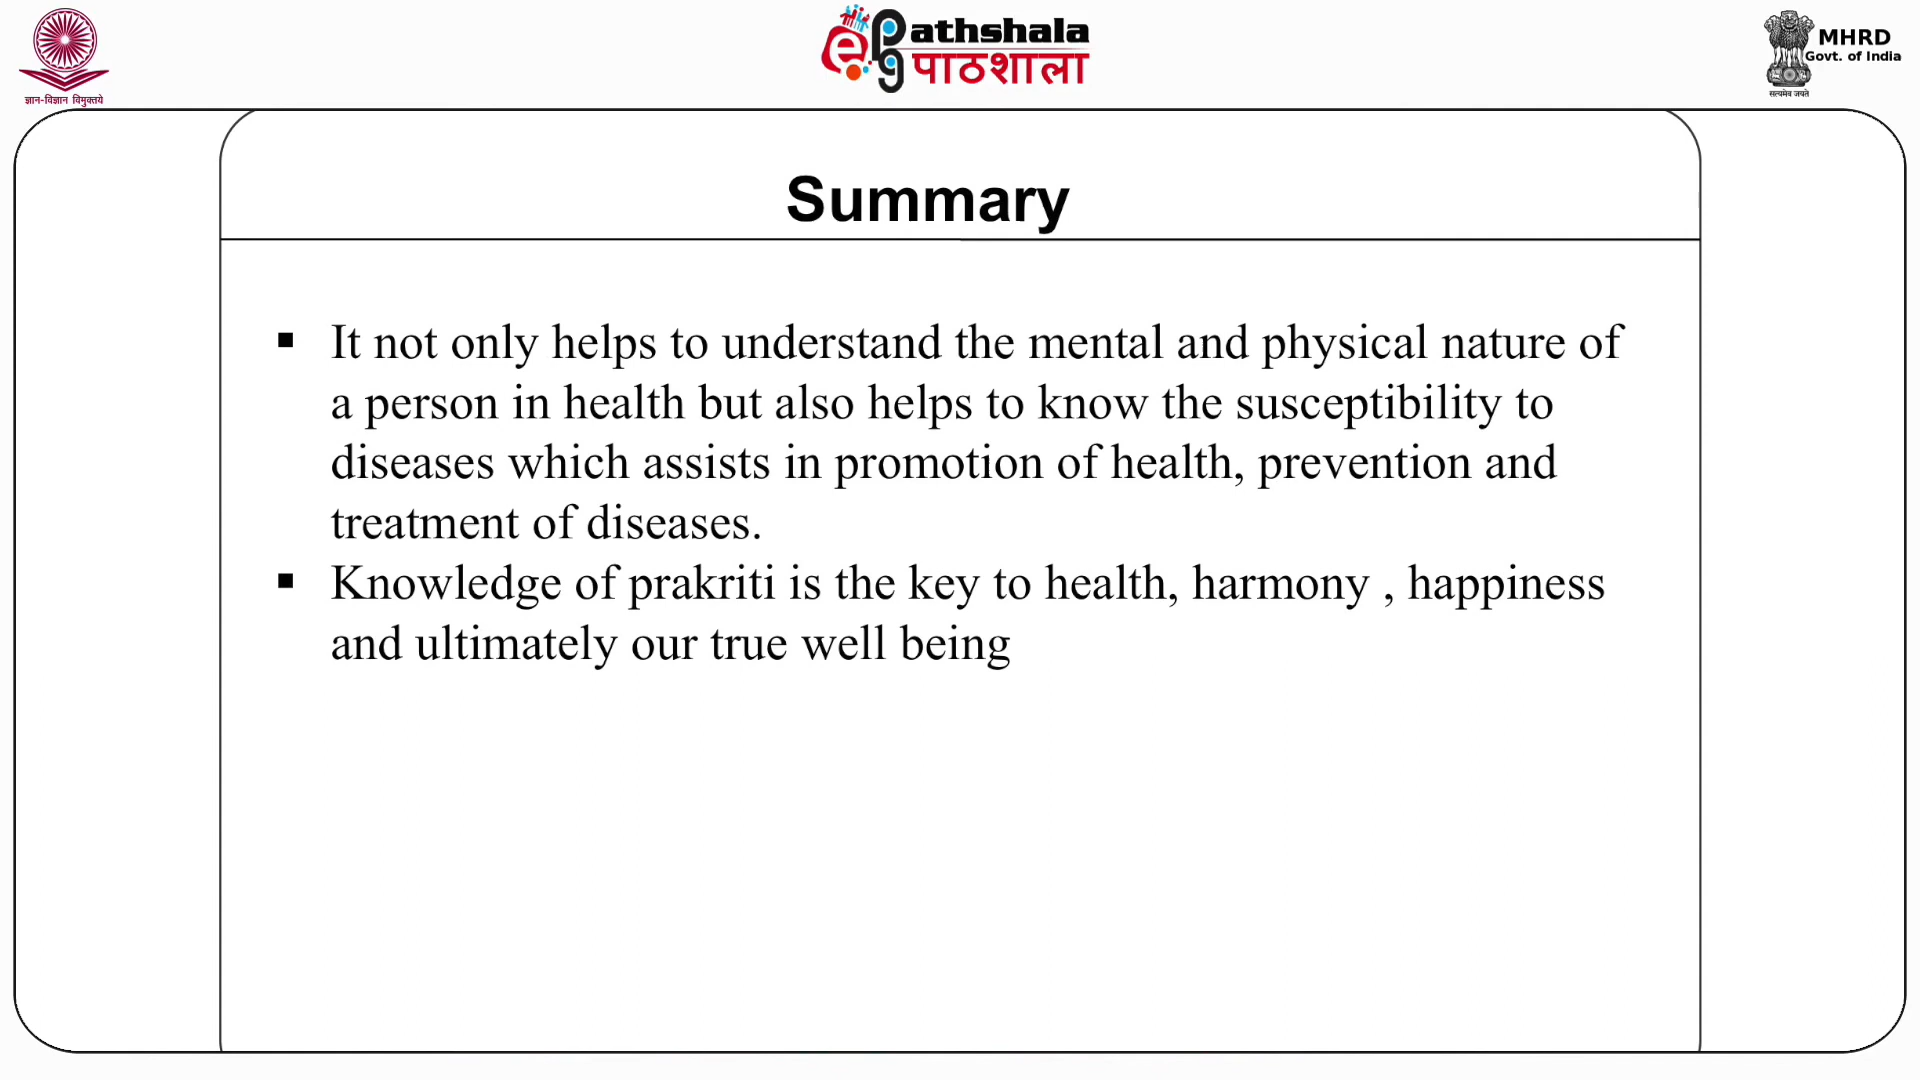 ज्ञान-विज्ञान विमुक्तये
e pg Pathshala
पाठशाला
MHRD
Govt. of India
सत्यमेव जयते
Summary
▪ It not only helps to understand the mental and physical nature of
a person in health but also helps to know the susceptibility to
diseases which assists in promotion of health, prevention and
treatment of diseases.
▪ Knowledge of prakriti is the key to health, harmony , happiness
and ultimately our true well being